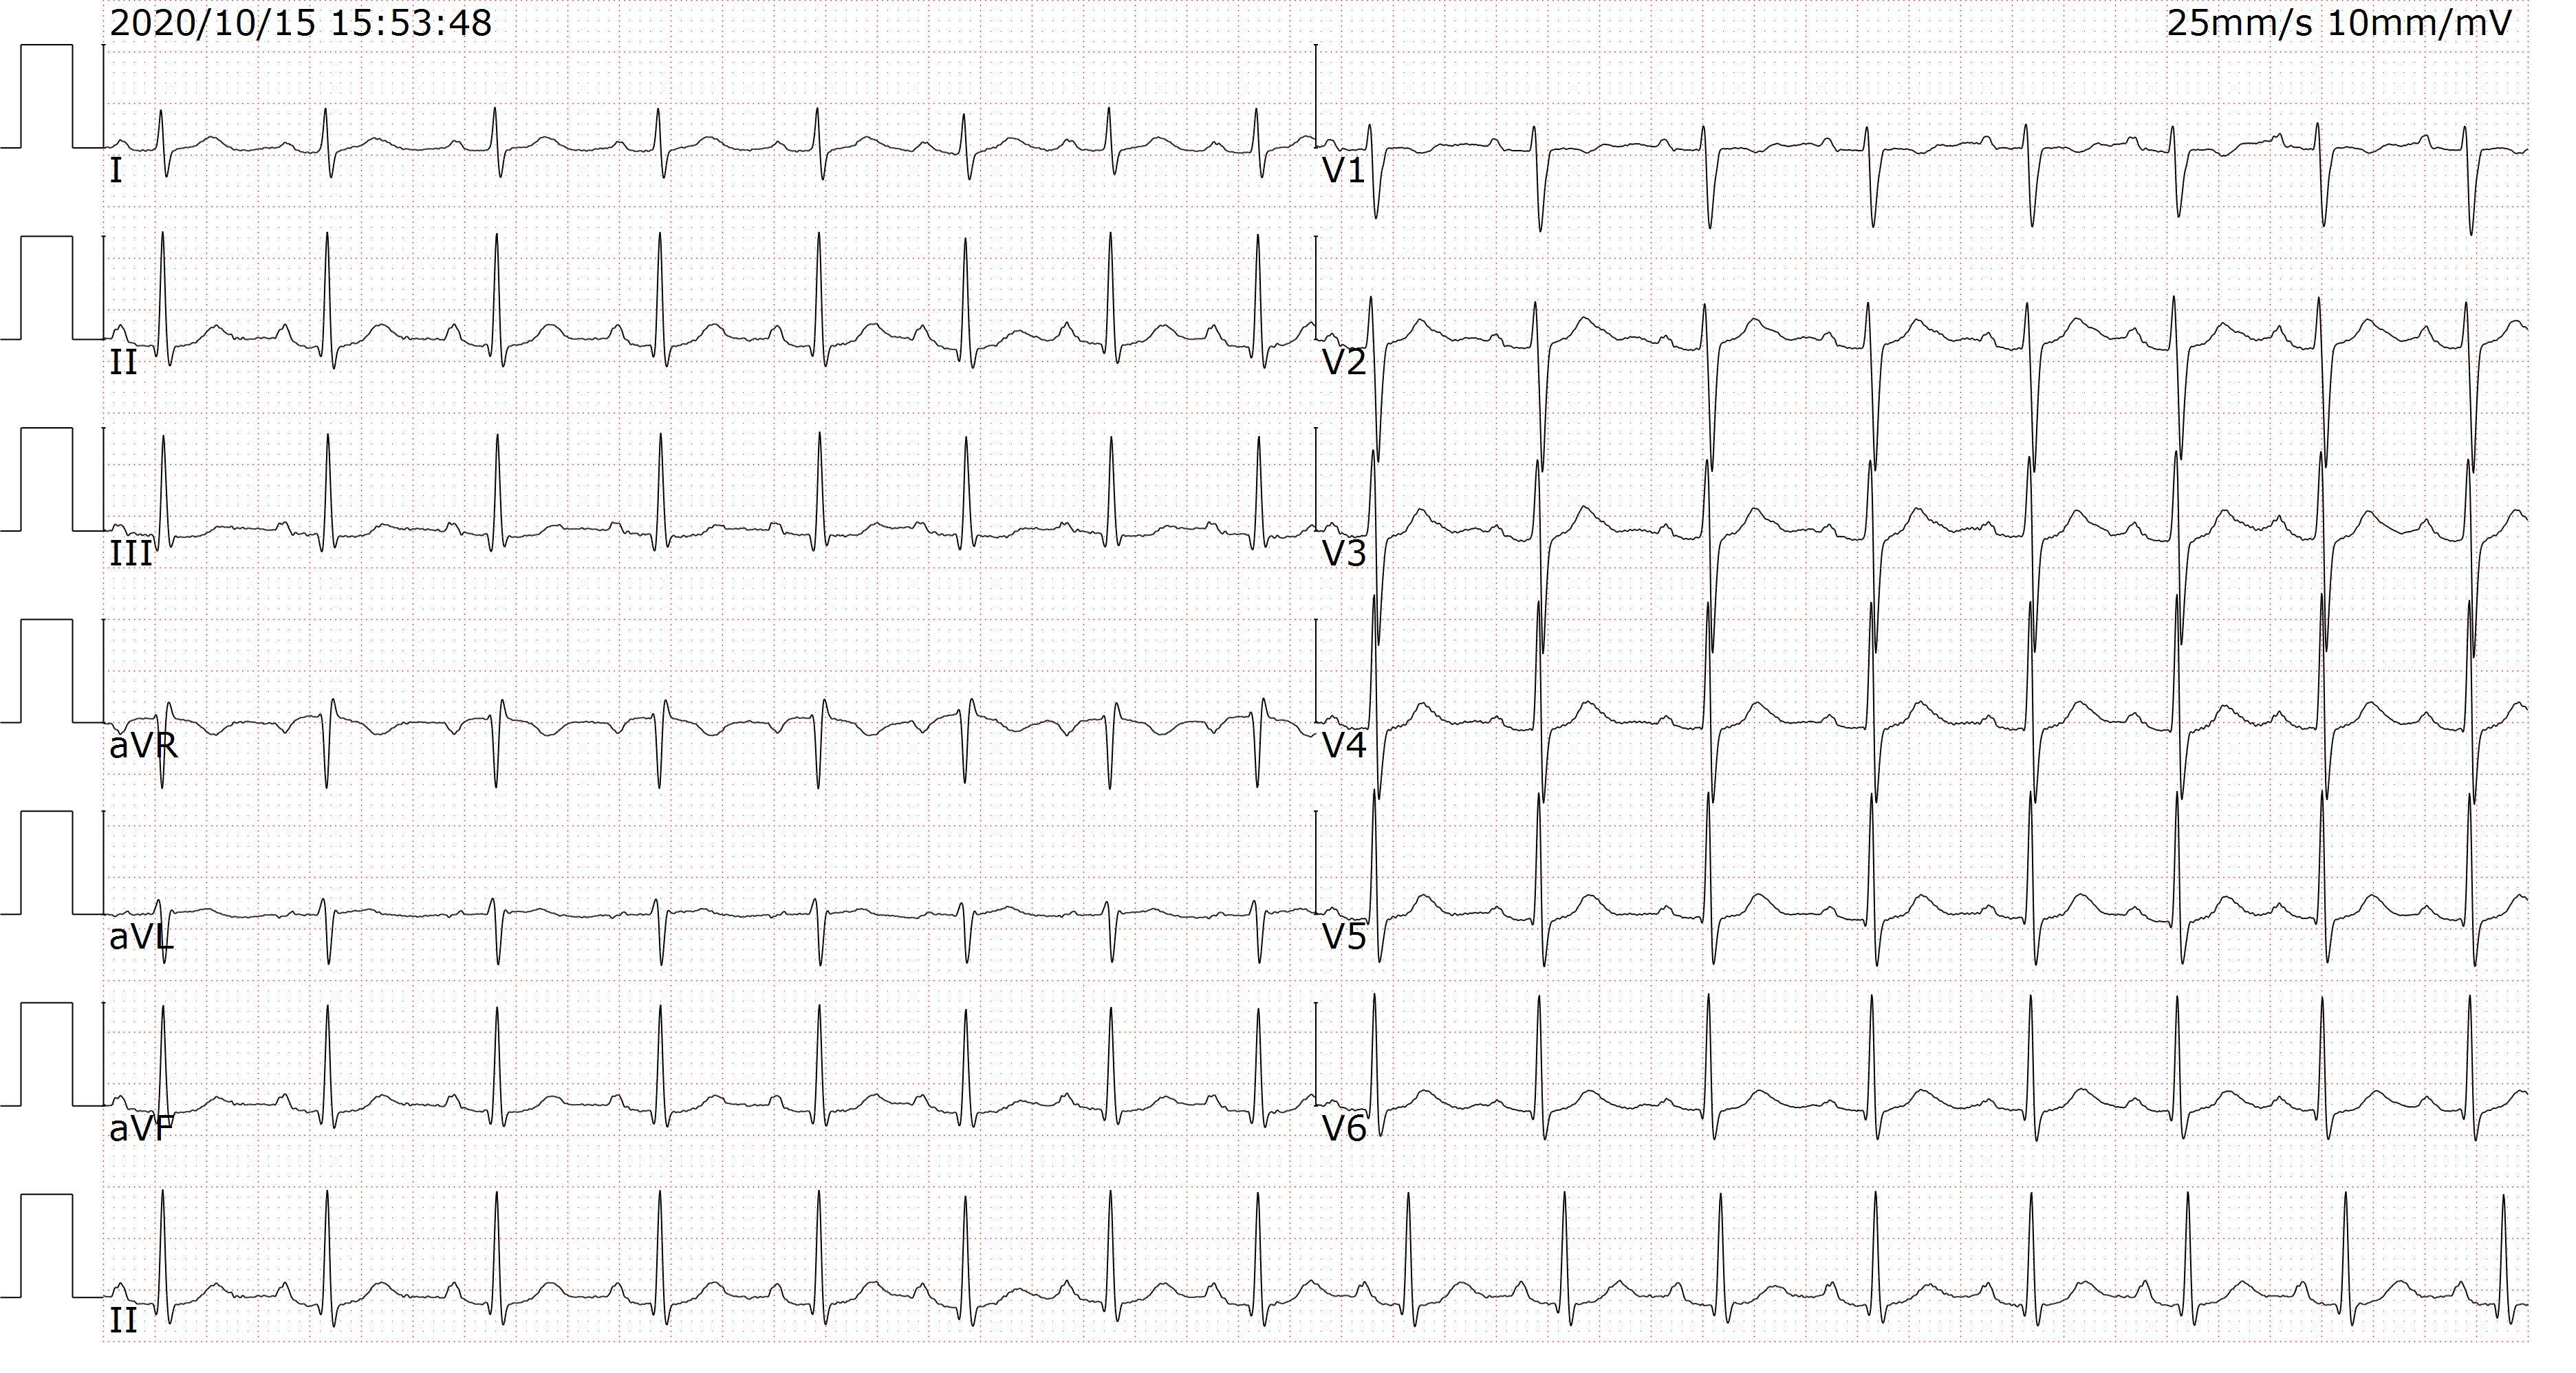 2020/10/15 15:53:48 25mm/s 10mm/mV
I V1
II V2
III V3
aVR V4
aVL V5
aVF V6
II